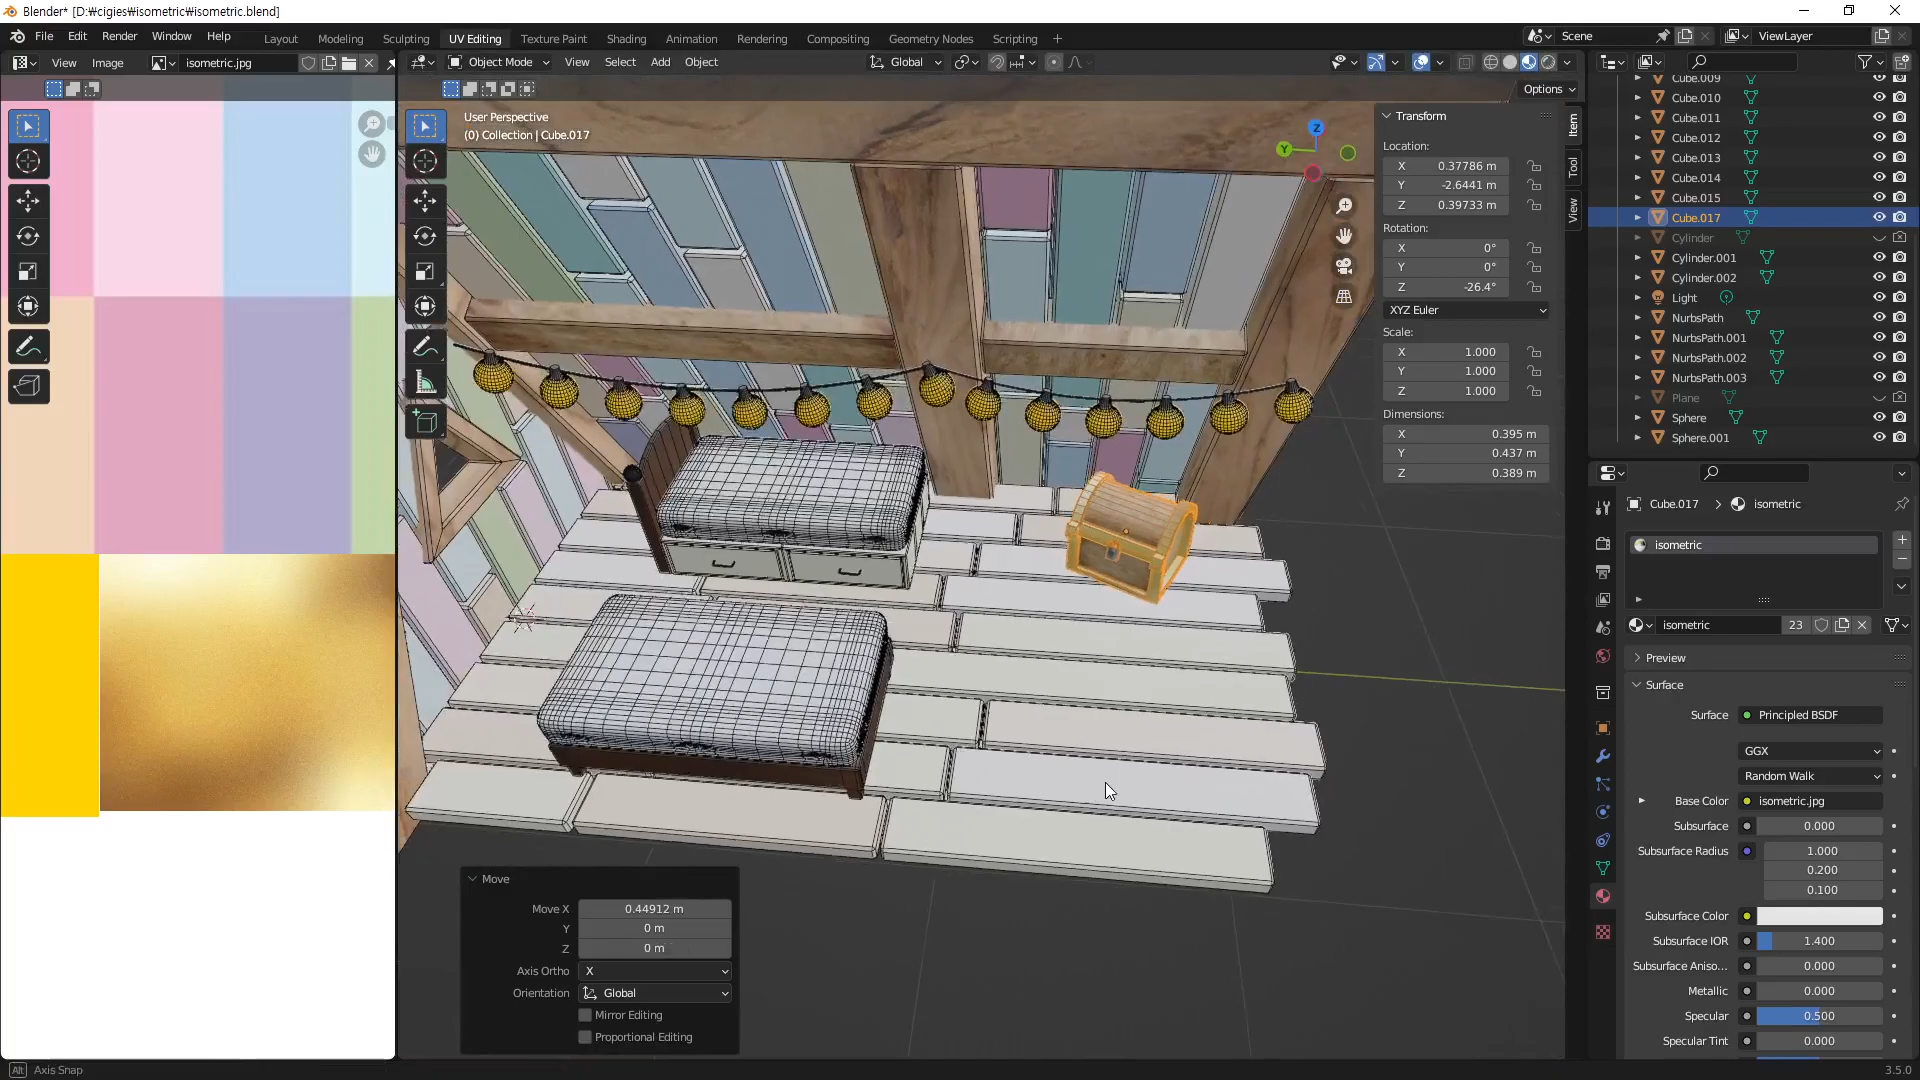 Blender* [D:₩cigies₩isometric₩isometric.blend]
File Edit Render Window Help
Layout Modeling Sculpting UV Editing Texture Paint Shading Animation Rendering Compositing Geometry Nodes Scripting +
Scene ViewLayer
View Image isometric.jpg
Object Mode View Select Add Object Global
Options
User Perspective
(0) Collection | Cube.017
Z
Y
Transform
Location:
X 0.37786 m
Y -2.6441 m
Z 0.39733 m
Rotation:
X 0°
Y 0°
Z -26.4°
XYZ Euler
Scale:
X 1.000
Y 1.000
Z 1.000
Dimensions:
X 0.395 m
Y 0.437 m
Z 0.389 m
Item
Tool
View
Cube.009
Cube.010
Cube.011
Cube.012
Cube.013
Cube.014
Cube.015
Cube.017
Cylinder
Cylinder.001
Cylinder.002
Light
NurbsPath
NurbsPath.001
NurbsPath.002
NurbsPath.003
Plane
Sphere
Sphere.001
Cube.017 > isometric
isometric
isometric 23
Preview
Surface
Surface Principled BSDF
GGX
Random Walk
Base Color isometric.jpg
Subsurface 0.000
Subsurface Radius 1.000
0.200
0.100
Subsurface Color
Subsurface IOR 1.400
Subsurface Aniso... 0.000
Metallic 0.000
Specular 0.500
Specular Tint 0.000
Move
Move X 0.44912 m
Y 0 m
Z 0 m
Axis Ortho X
Orientation Global
Mirror Editing
Proportional Editing
Alt Axis Snap
3.5.0